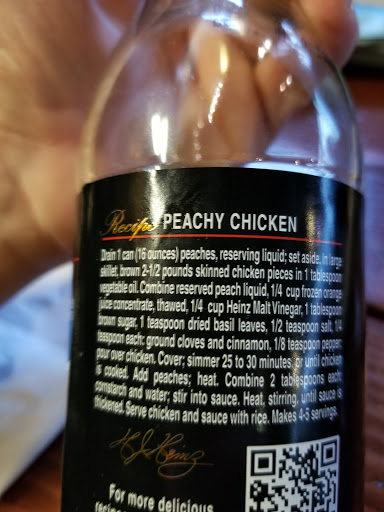 Recipe PEACHY CHICKEN
Drain 1 can (16 ounces) peaches, reserving liquid; set aside. In large
skillet, brown 2-1/2 pounds skinned chicken pieces in 1 tablespoon
vegetable oil. Combine reserved peach liquid, 1/4 cup frozen orange
juice concentrate, thawed, 1/4 cup Heinz Malt Vinegar, 1 tablespoon
brown sugar, 1 teaspoon dried basil leaves, 1/2 teaspoon salt, 1/4
teaspoon each: ground cloves and cinnamon, 1/8 teaspoon pepper;
pour over chicken. Cover; simmer 25 to 30 minutes, or until chicken
is cooked. Add peaches; heat. Combine 2 tablespoons each:
cornstarch and water; stir into sauce. Heat, stirring, until sauce is
thickened. Serve chicken and sauce with rice. Makes 4-5 servings.
H J Heinz
For more delicious